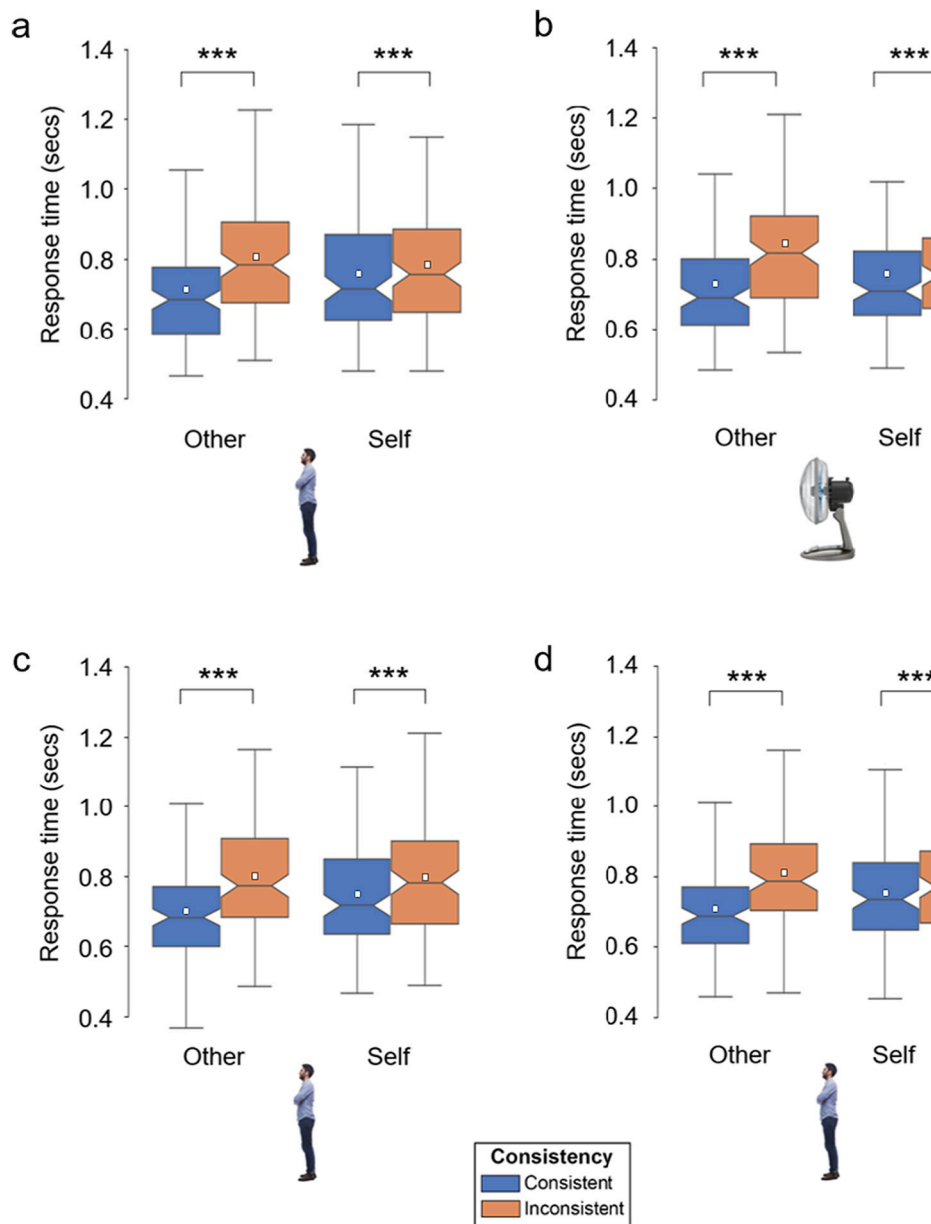 a
1.4
1.2
1.0
0.8
0.6
0.4
Response time (secs)
***
***
Other
Self
b
1.4
1.2
1.0
0.8
0.6
0.4
Response time (secs)
***
***
Other
Self
c
1.4
1.2
1.0
0.8
0.6
0.4
Response time (secs)
***
***
Other
Self
d
1.4
1.2
1.0
0.8
0.6
0.4
Response time (secs)
***
***
Other
Self
Consistency
Consistent
Inconsistent